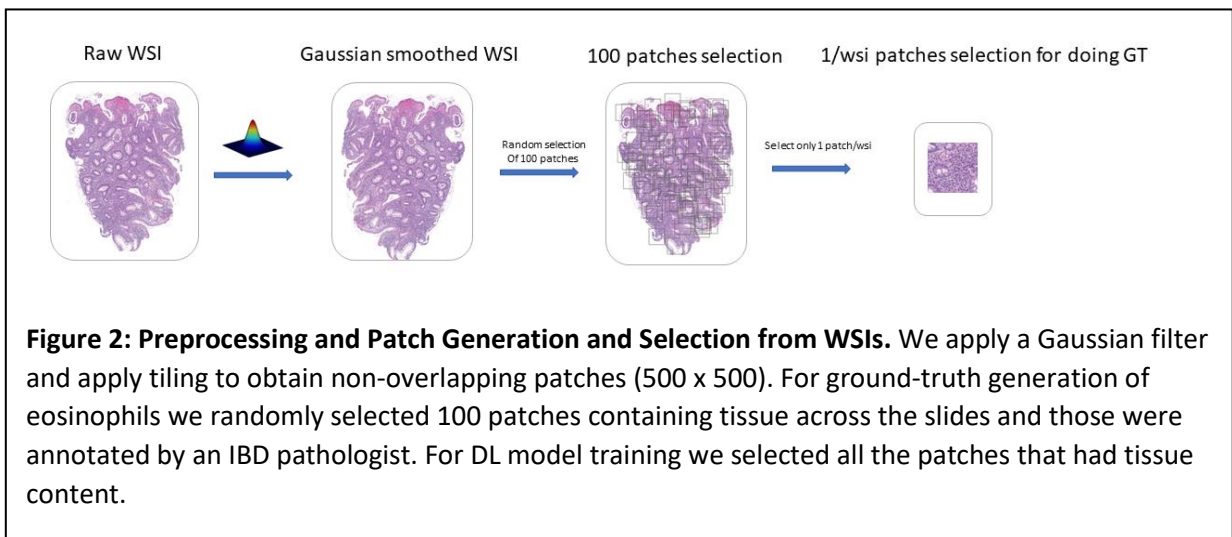 Raw WSI
Gaussian smoothed WSI
100 patches selection
1/wsi patches selection for doing GT
Random selection
Of 100 patches
Select only 1 patch/wsi
Figure 2: Preprocessing and Patch Generation and Selection from WSIs. We apply a Gaussian filter
and apply tiling to obtain non-overlapping patches (500 x 500). For ground-truth generation of
eosinophils we randomly selected 100 patches containing tissue across the slides and those were
annotated by an IBD pathologist. For DL model training we selected all the patches that had tissue
content.